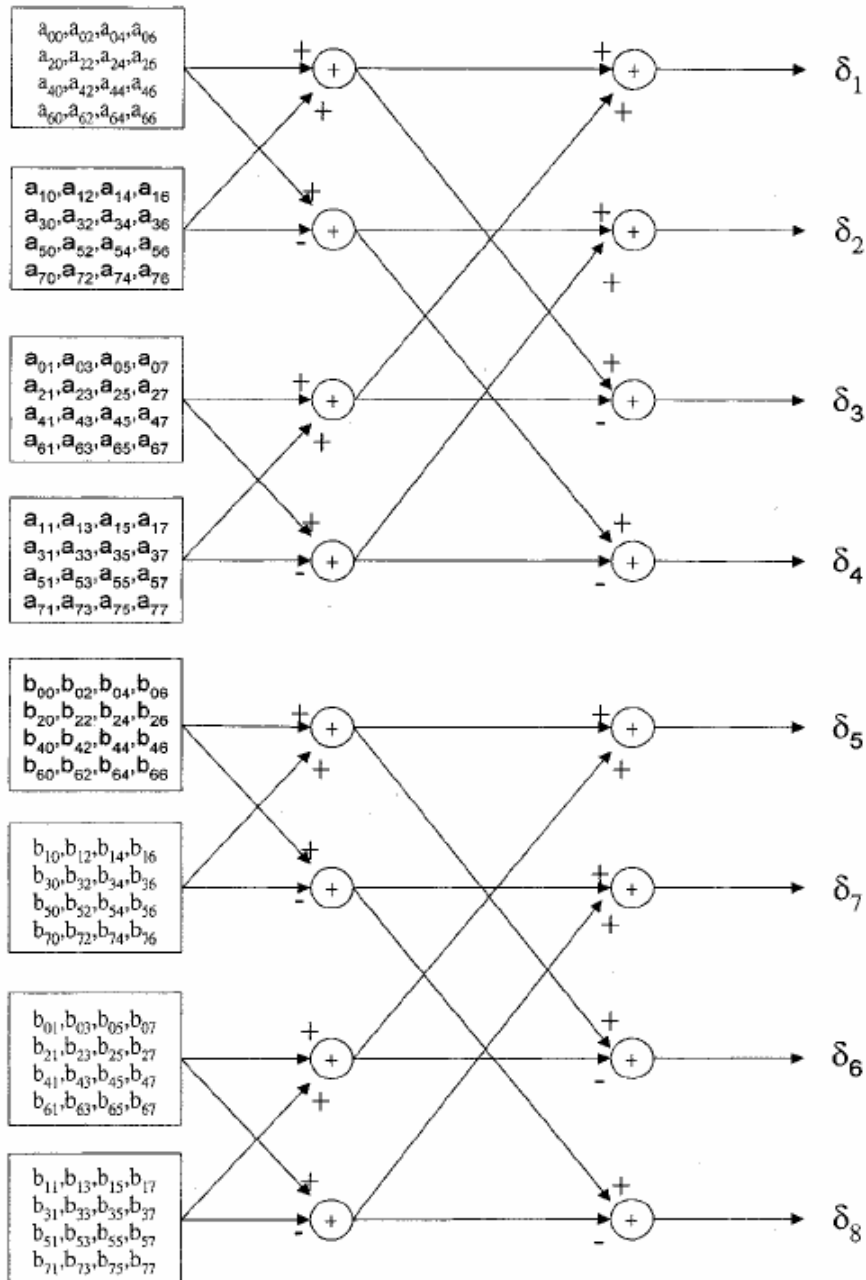 a₀₀,a₀₂,a₀₄,a₀₆
a₂₀,a₂₂,a₂₄,a₂₆
a₄₀,a₄₂,a₄₄,a₄₆
a₆₀,a₆₂,a₆₄,a₆₆
+
+
+
+
+
+
δ₁
a₁₀,a₁₂,a₁₄,a₁₆
a₃₀,a₃₂,a₃₄,a₃₆
a₅₀,a₅₂,a₅₄,a₅₆
a₇₀,a₇₂,a₇₄,a₇₆
+
-
+
+
+
+
δ₂
a₀₁,a₀₃,a₀₅,a₀₇
a₂₁,a₂₃,a₂₅,a₂₇
a₄₁,a₄₃,a₄₅,a₄₇
a₆₁,a₆₃,a₆₅,a₆₇
+
+
+
+
-
+
δ₃
a₁₁,a₁₃,a₁₅,a₁₇
a₃₁,a₃₃,a₃₅,a₃₇
a₅₁,a₅₃,a₅₅,a₅₇
a₇₁,a₇₃,a₇₅,a₇₇
+
-
+
+
-
+
δ₄
b₀₀,b₀₂,b₀₄,b₀₆
b₂₀,b₂₂,b₂₄,b₂₆
b₄₀,b₄₂,b₄₄,b₄₆
b₆₀,b₆₂,b₆₄,b₆₆
+
+
+
+
+
+
δ₅
b₁₀,b₁₂,b₁₄,b₁₆
b₃₀,b₃₂,b₃₄,b₃₆
b₅₀,b₅₂,b₅₄,b₅₆
b₇₀,b₇₂,b₇₄,b₇₆
+
-
+
+
+
+
δ₇
b₀₁,b₀₃,b₀₅,b₀₇
b₂₁,b₂₃,b₂₅,b₂₇
b₄₁,b₄₃,b₄₅,b₄₇
b₆₁,b₆₃,b₆₅,b₆₇
+
+
+
+
-
+
δ₆
b₁₁,b₁₃,b₁₅,b₁₇
b₃₁,b₃₃,b₃₅,b₃₇
b₅₁,b₅₃,b₅₅,b₅₇
b₇₁,b₇₃,b₇₅,b₇₇
+
-
+
+
-
+
δ₈